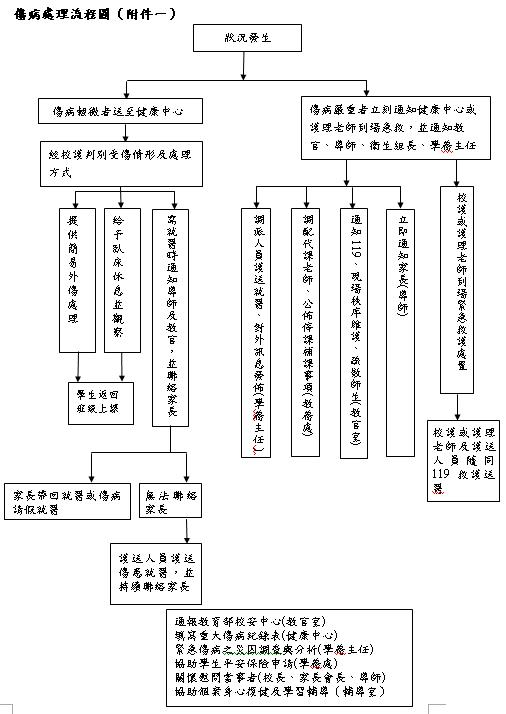 傷病處理流程圖（附件一）
狀況發生
傷病輕微者送至健康中心
傷病嚴重者立刻通知健康中心或
護理老師到場急救，並通知教
官、導師、衛生組長、學務主任
經校護判別受傷情形及處理
方式
提供簡易外傷處理
給予臥床休息並觀察
需就醫時通知導師及教官，並聯絡家長
調派人員護送就醫、對外訊息發佈(學務主任)
調配代課老師、公佈停課補課事項(教務處)
通知119、現場秩序維護、疏散師生(教官室)
立即通知家長(導師)
校護或護理老師到場緊急救護處置
學生返回
班級上課
校護或護理
老師及護送
人員隨同
119 救護送
醫
家長帶回就醫或傷病
請假就醫
無法聯絡
家長
護送人員護送
傷患就醫，並
持續聯絡家長
通報教育部校安中心(教官室)
填寫重大傷病紀錄表(健康中心)
緊急傷病之災因調查與分析(學務主任)
協助學生平安保險申請(學務處)
關懷慰問當事者(校長、家長會長、導師)
協助個案身心復健及學習輔導（輔導室）